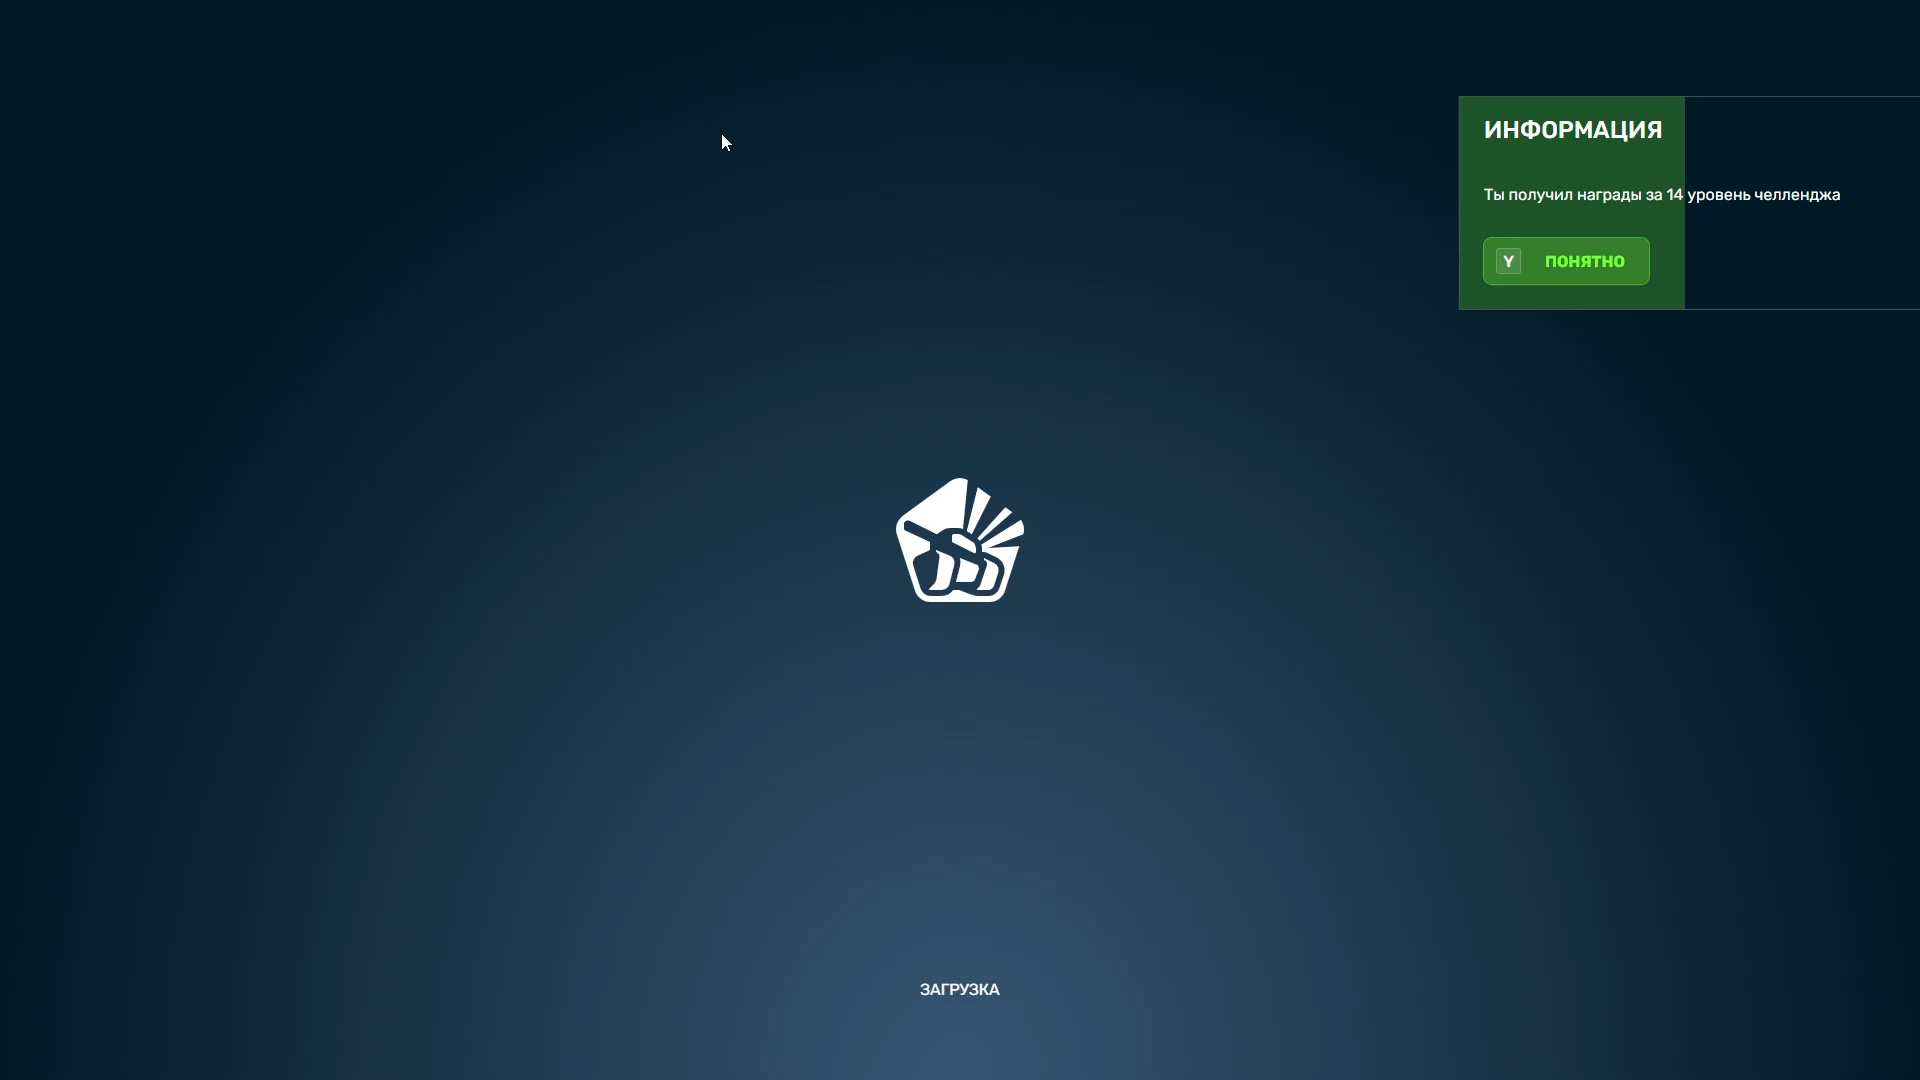 ИНФОРМАЦИЯ
Ты получил награды за 14 уровень челленджа
Y ПОНЯТНО
ЗАГРУЗКА